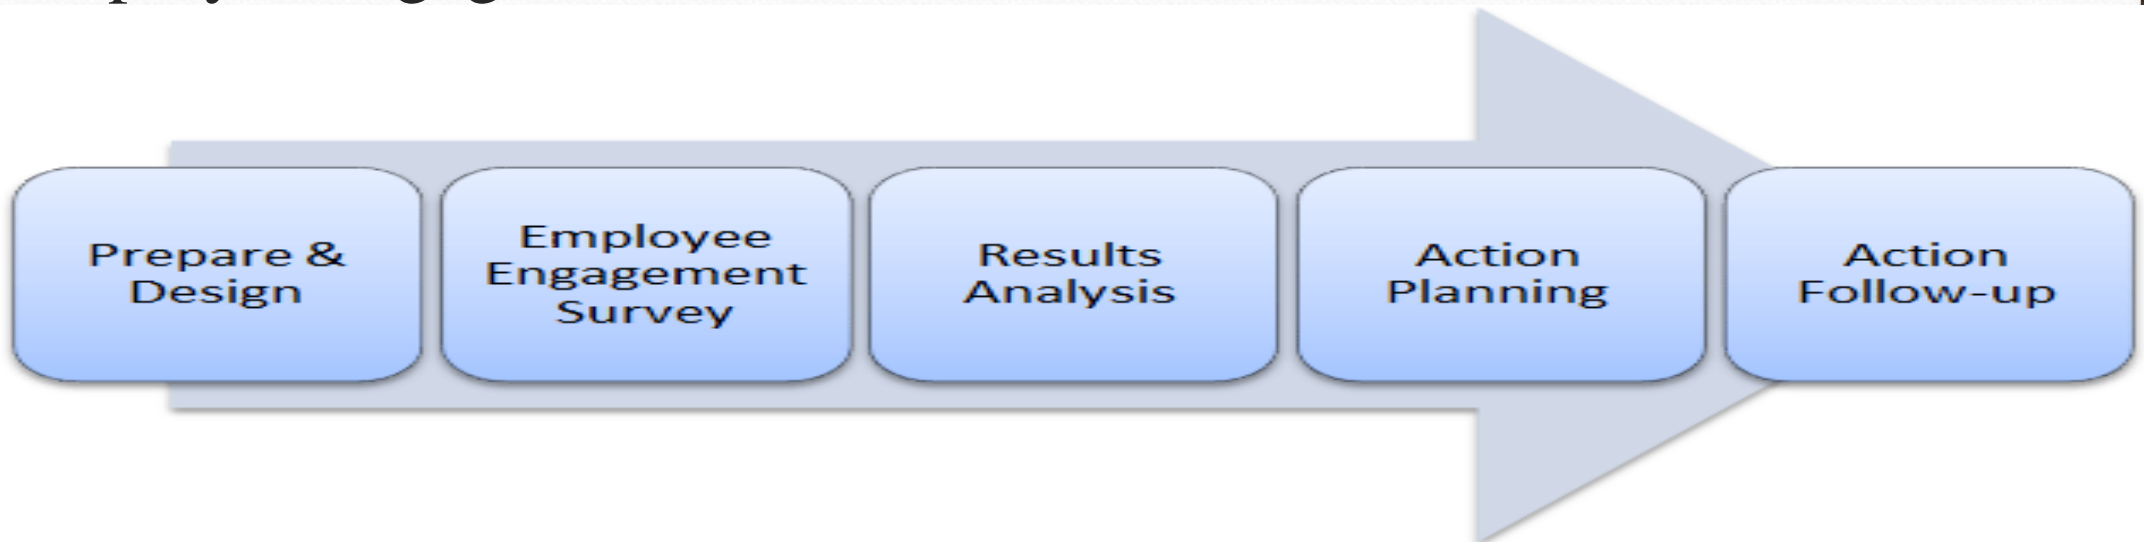 Prepare &
Design
Employee
Engagement
Survey
Results
Analysis
Action
Planning
Action
Follow-up